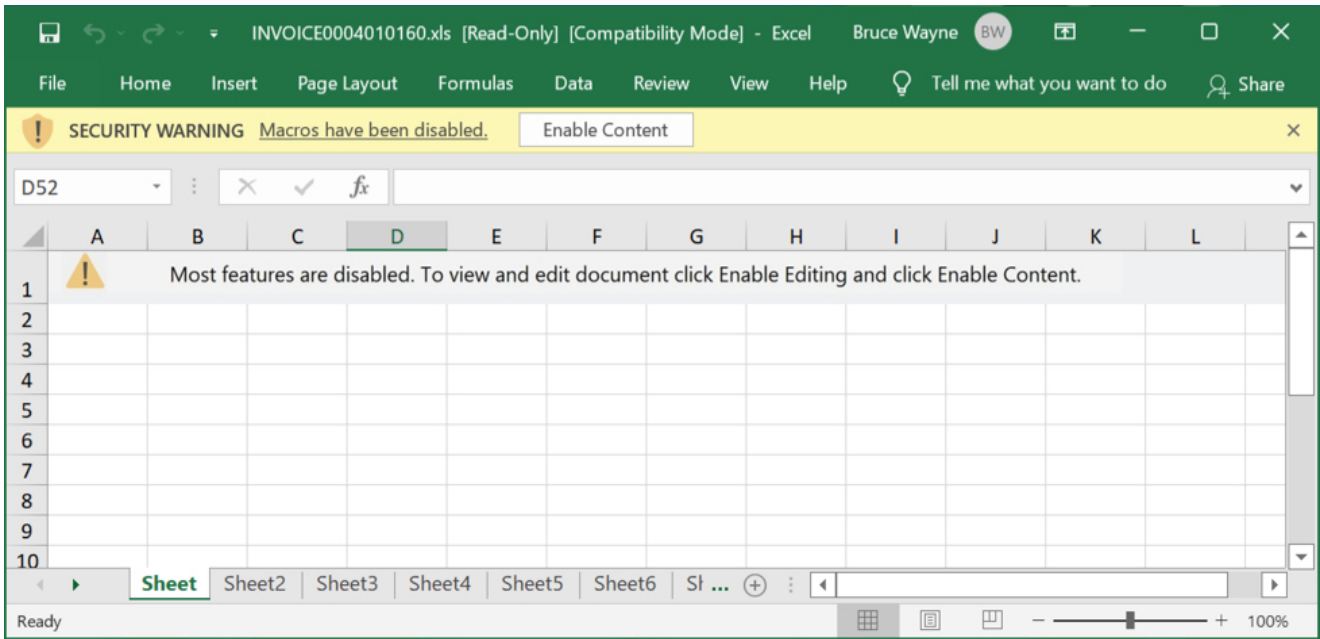 INVOICE0004010160.xls [Read-Only] [Compatibility Mode] - Excel Bruce Wayne BW
File Home Insert Page Layout Formulas Data Review View Help Tell me what you want to do Share
SECURITY WARNING Macros have been disabled. Enable Content
D52 fx
A B C D E F G H I J K L
1 Most features are disabled. To view and edit document click Enable Editing and click Enable Content.
2
3
4
5
6
7
8
9
10
Sheet Sheet2 Sheet3 Sheet4 Sheet5 Sheet6 Sh ...
Ready 100%